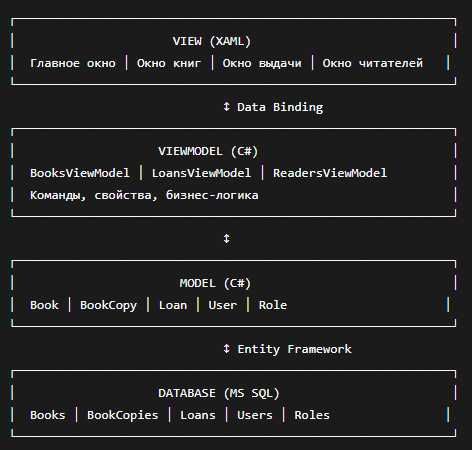 VIEW (XAML)
Главное окно | Окно книг | Окно выдачи | Окно читателей
↕ Data Binding
VIEWMODEL (C#)
BooksViewModel | LoansViewModel | ReadersViewModel
Команды, свойства, бизнес-логика
↕
MODEL (C#)
Book | BookCopy | Loan | User | Role
↕ Entity Framework
DATABASE (MS SQL)
Books | BookCopies | Loans | Users | Roles